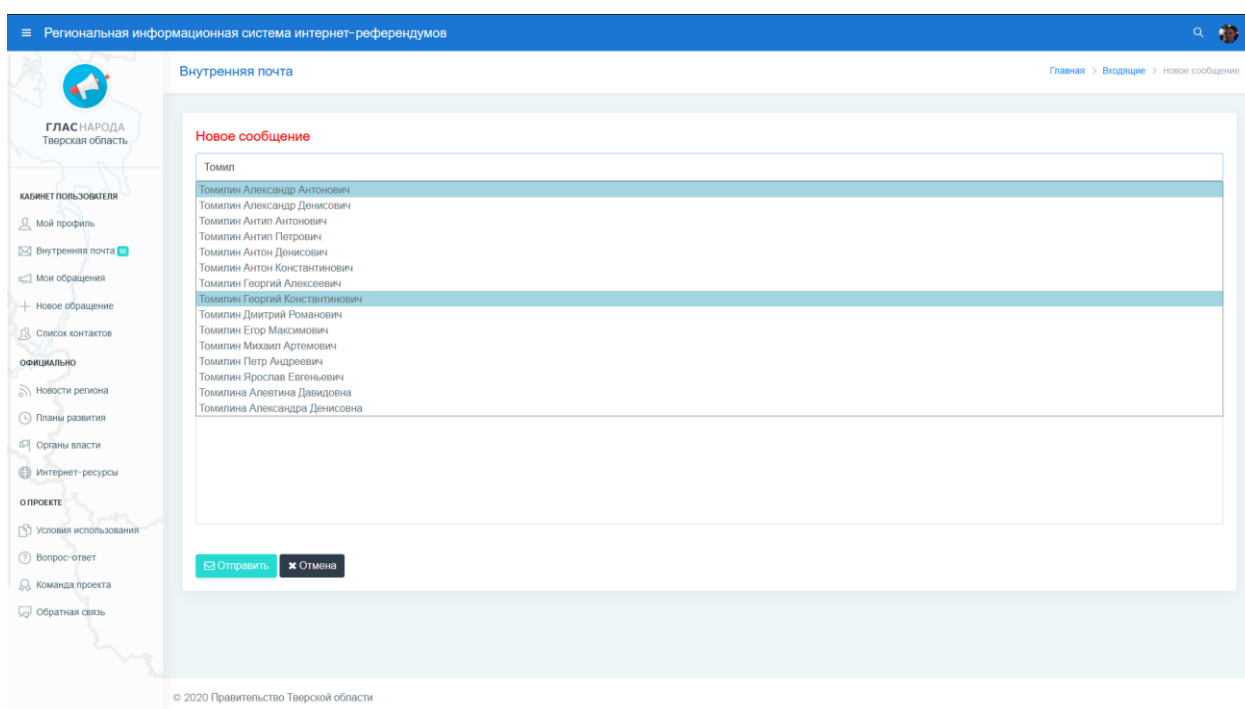 Региональная информационная система интернет-референдумов
ГЛАСНАРОДА
Тверская область
КАБИНЕТ ПОЛЬЗОВАТЕЛЯ
Мой профиль
Внутренняя почта
Мои обращения
Новое обращение
Список контактов
ОФИЦИАЛЬНО
Новости региона
Планы развития
Органы власти
Интернет-ресурсы
О ПРОЕКТЕ
Условия использования
Вопрос-ответ
Команда проекта
Обратная связь
Внутренняя почта
Главная > Входящие > Новое сообщение
Новое сообщение
Томил
Томилин Александр Антонович
Томилин Александр Денисович
Томилин Антип Антонович
Томилин Антип Петрович
Томилин Антон Денисович
Томилин Антон Константинович
Томилин Георгий Алексеевич
Томилин Георгий Константинович
Томилин Дмитрий Романович
Томилин Егор Максимович
Томилин Михаил Артемович
Томилин Петр Андреевич
Томилин Ярослав Евгеньевич
Томилина Алевтина Давидовна
Томилина Александра Денисовна
Отправить
Отмена
© 2020 Правительство Тверской области